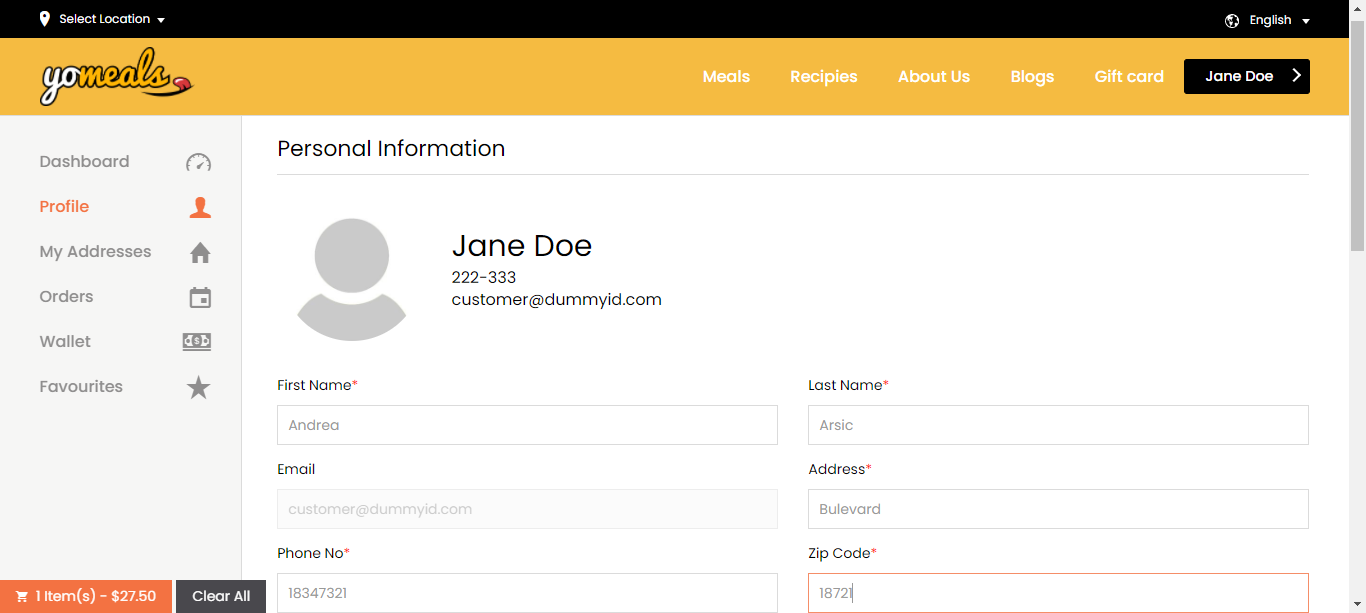 Select Location English
yomeals
Meals Recipies About Us Blogs Gift card Jane Doe
Personal Information
Dashboard
Profile
My Addresses
Orders
Wallet
Favourites
Jane Doe
222-333
customer@dummyid.com
First Name* Last Name*
Andrea Arsic
Email Address*
customer@dummyid.com Bulevard
Phone No* Zip Code*
18347321 18721
1 Item(s) - $27.50 Clear All